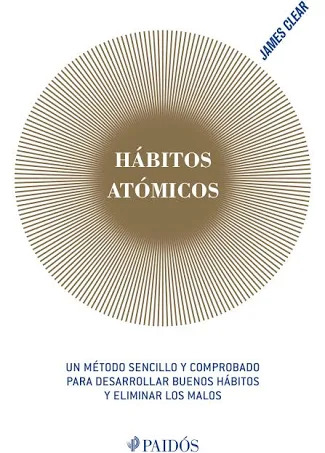 JAMES CLEAR
HÁBITOS
ATÓMICOS
UN MÉTODO SENCILLO Y COMPROBADO
PARA DESARROLLAR BUENOS HÁBITOS
Y ELIMINAR LOS MALOS
PAIDÓS